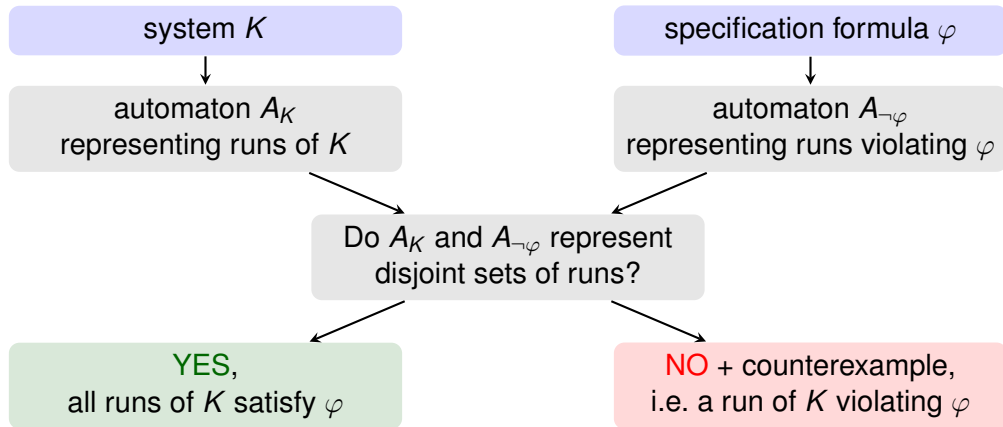 system K
specification formula φ
automaton A_K
representing runs of K
automaton A_¬φ
representing runs violating φ
Do A_K and A_¬φ represent
disjoint sets of runs?
YES,
all runs of K satisfy φ
NO + counterexample,
i.e. a run of K violating φ